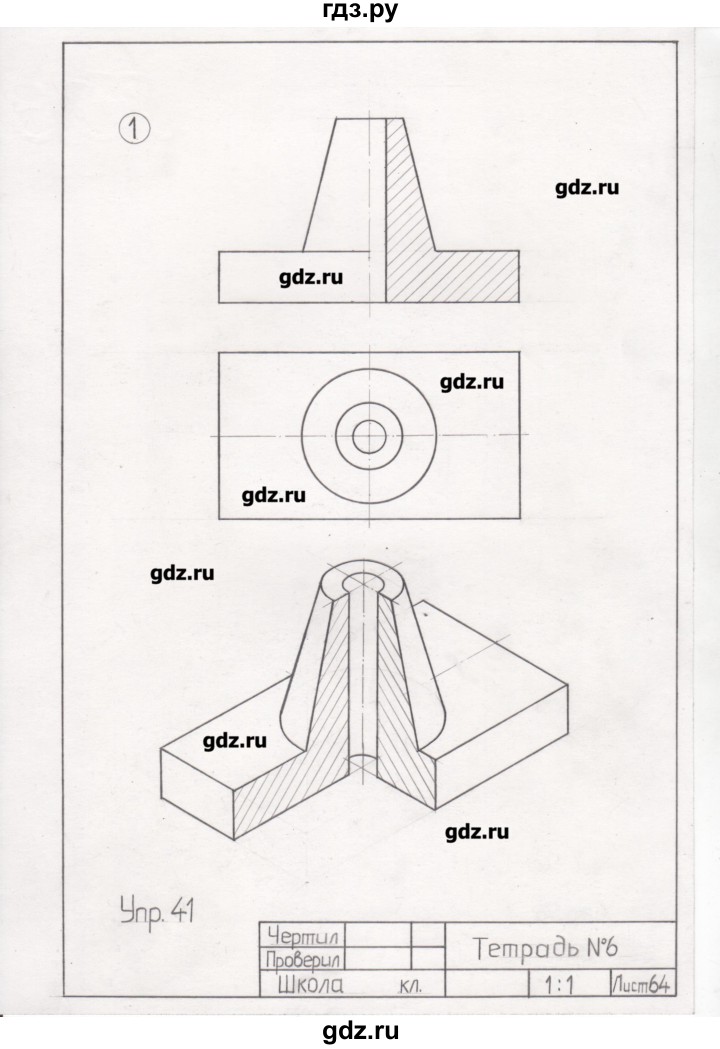 гдз.ру
1
gdz.ru
gdz.ru
gdz.ru
gdz.ru
gdz.ru
gdz.ru
gdz.ru
Упр. 41
Чертил
Проверил
Тетрадь №6
Школа кл.
1:1
Лист64
gdz.ru